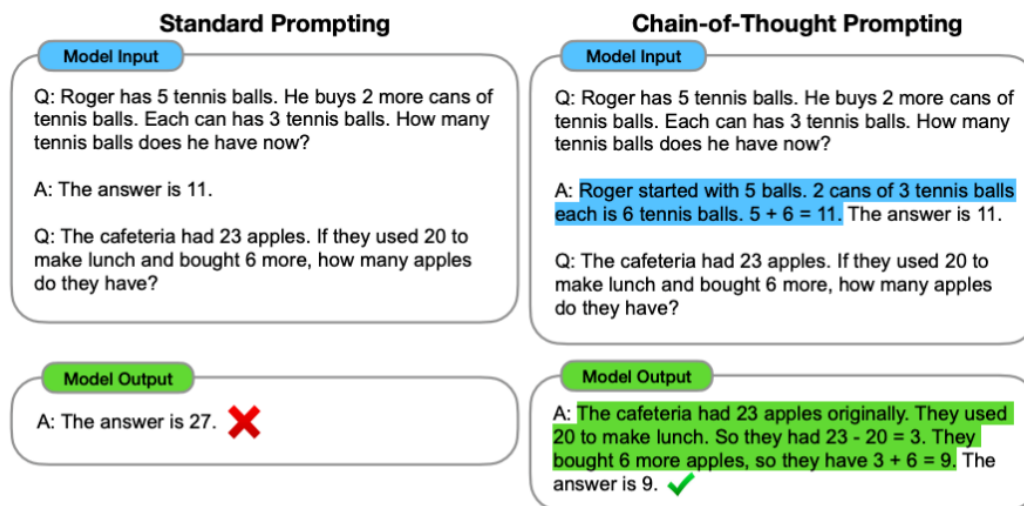 Standard Prompting
Model Input
Q: Roger has 5 tennis balls. He buys 2 more cans of
tennis balls. Each can has 3 tennis balls. How many
tennis balls does he have now?
A: The answer is 11.
Q: The cafeteria had 23 apples. If they used 20 to
make lunch and bought 6 more, how many apples
do they have?
Model Output
A: The answer is 27.
Chain-of-Thought Prompting
Model Input
Q: Roger has 5 tennis balls. He buys 2 more cans of
tennis balls. Each can has 3 tennis balls. How many
tennis balls does he have now?
A: Roger started with 5 balls. 2 cans of 3 tennis balls
each is 6 tennis balls. 5 + 6 = 11. The answer is 11.
Q: The cafeteria had 23 apples. If they used 20 to
make lunch and bought 6 more, how many apples
do they have?
Model Output
A: The cafeteria had 23 apples originally. They used
20 to make lunch. So they had 23 - 20 = 3. They
bought 6 more apples, so they have 3 + 6 = 9. The
answer is 9.